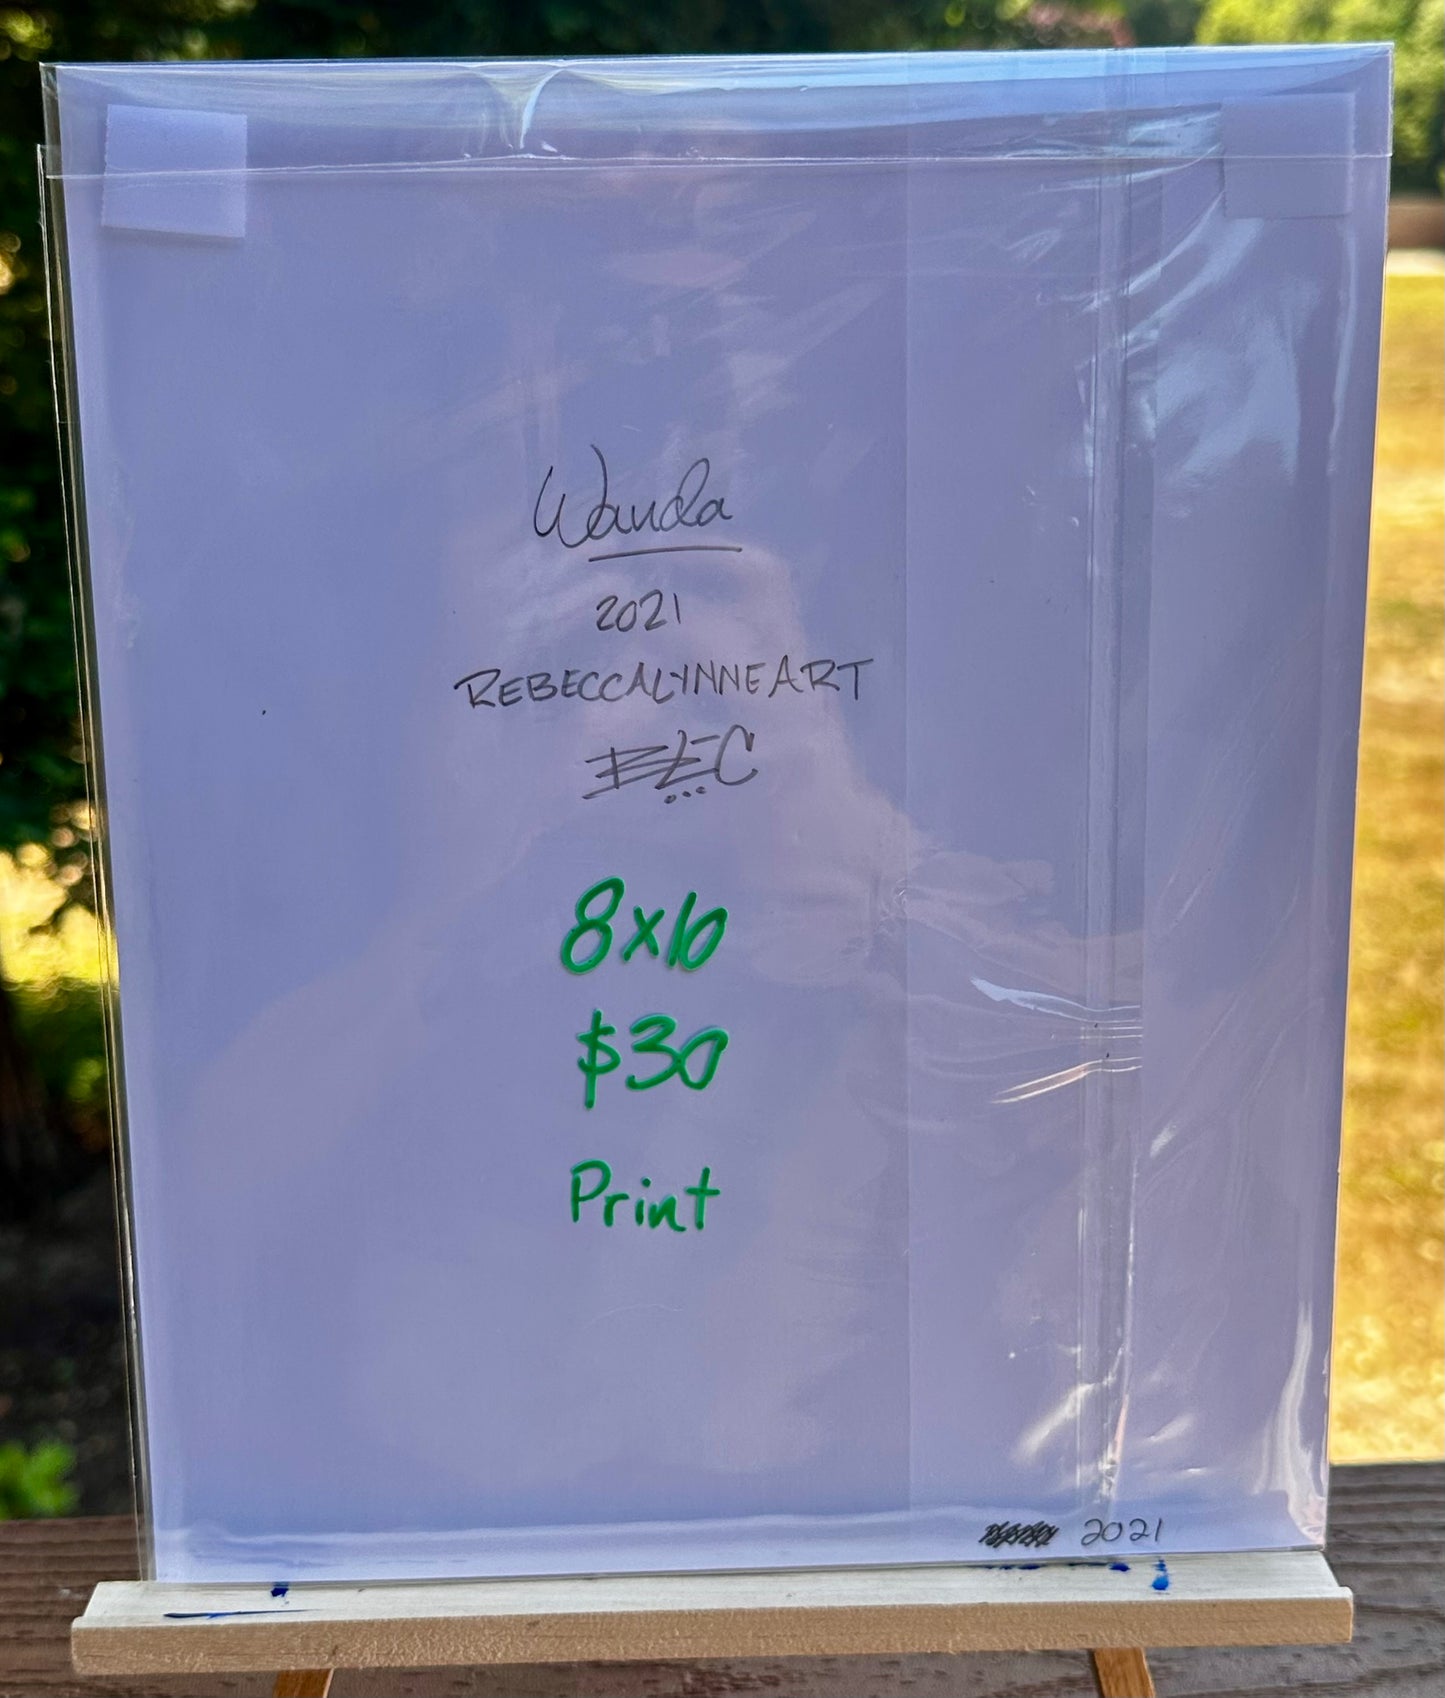 Wanda
2021
REBECCALYNNEART
8x10
$30
Print
2021